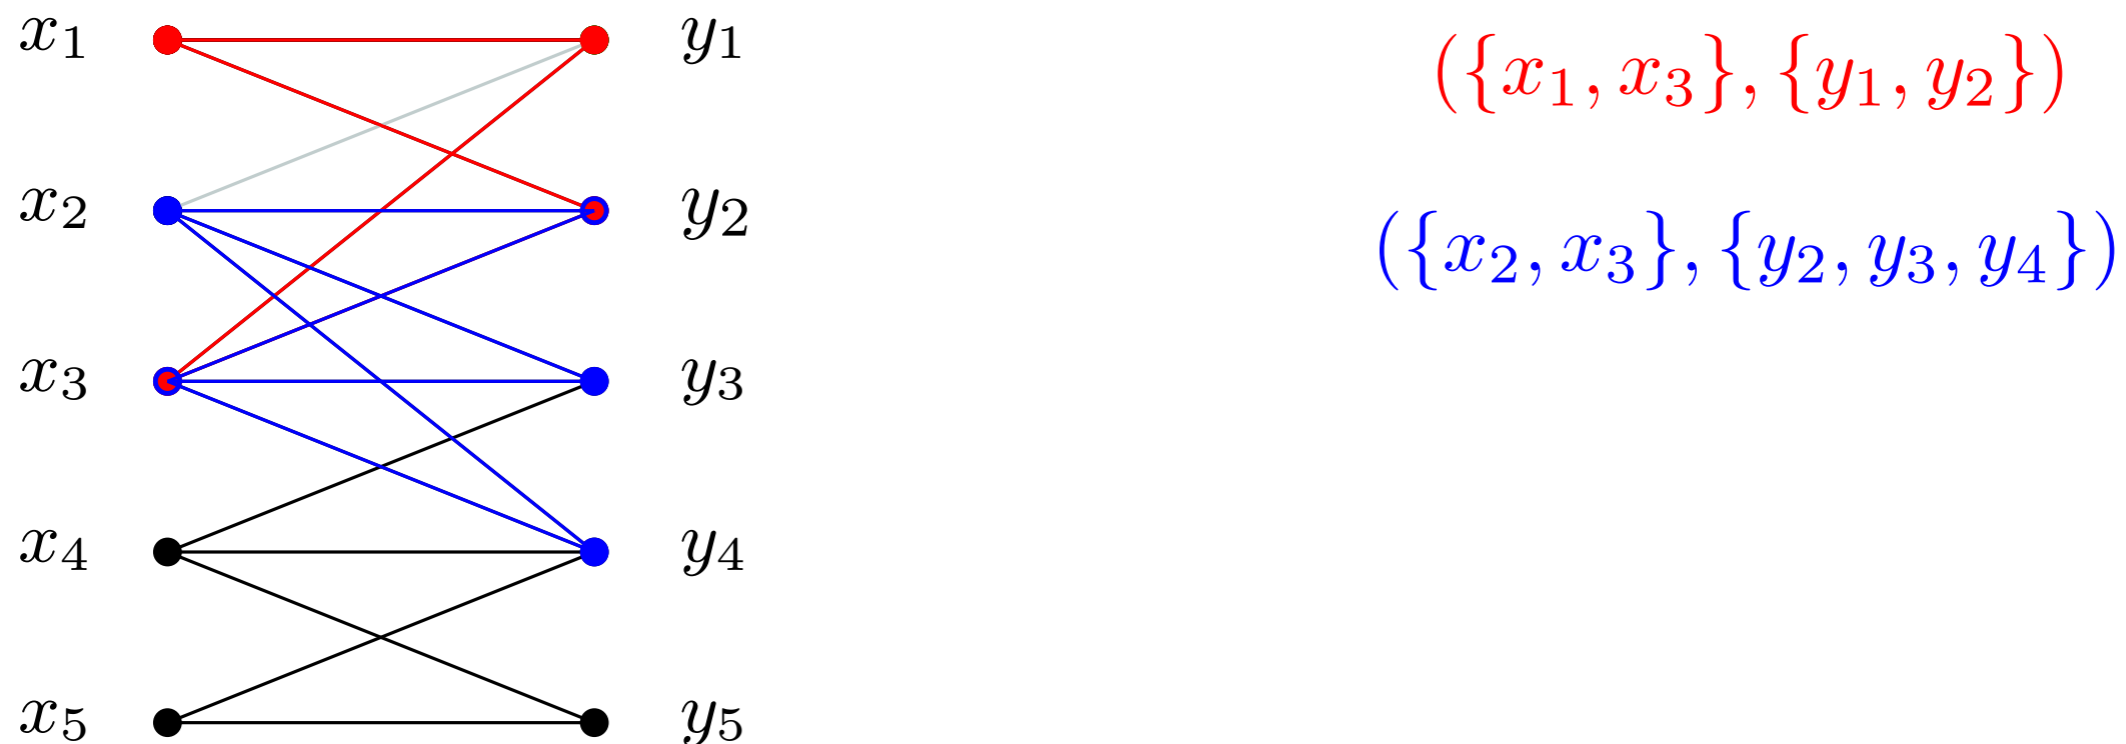 x₁ y₁ ({x₁, x₃}, {y₁, y₂})
x₂ y₂ ({x₂, x₃}, {y₂, y₃, y₄})
x₃ y₃
x₄ y₄
x₅ y₅